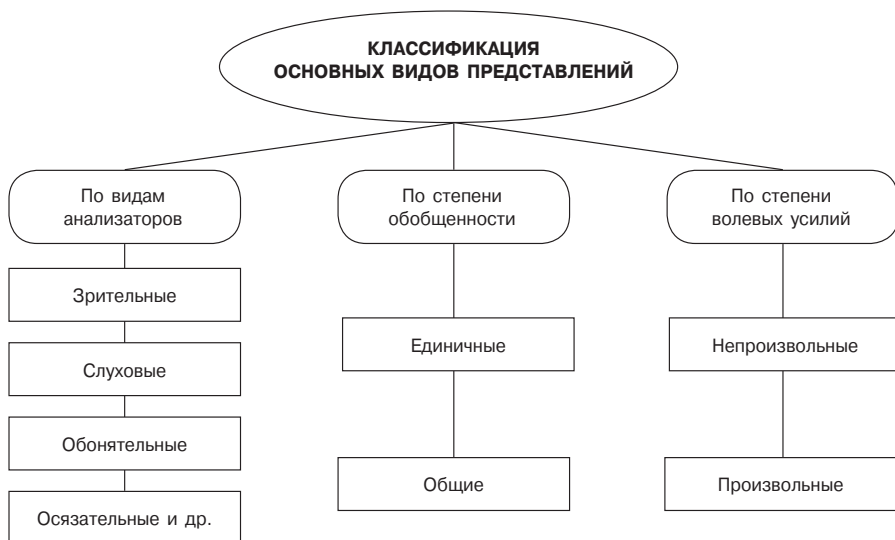 КЛАССИФИКАЦИЯ
ОСНОВНЫХ ВИДОВ ПРЕДСТАВЛЕНИЙ
По видам
анализаторов
Зрительные
Слуховые
Обонятельные
Осязательные и др.
По степени
обобщенности
Единичные
Общие
По степени
волевых усилий
Непроизвольные
Произвольные